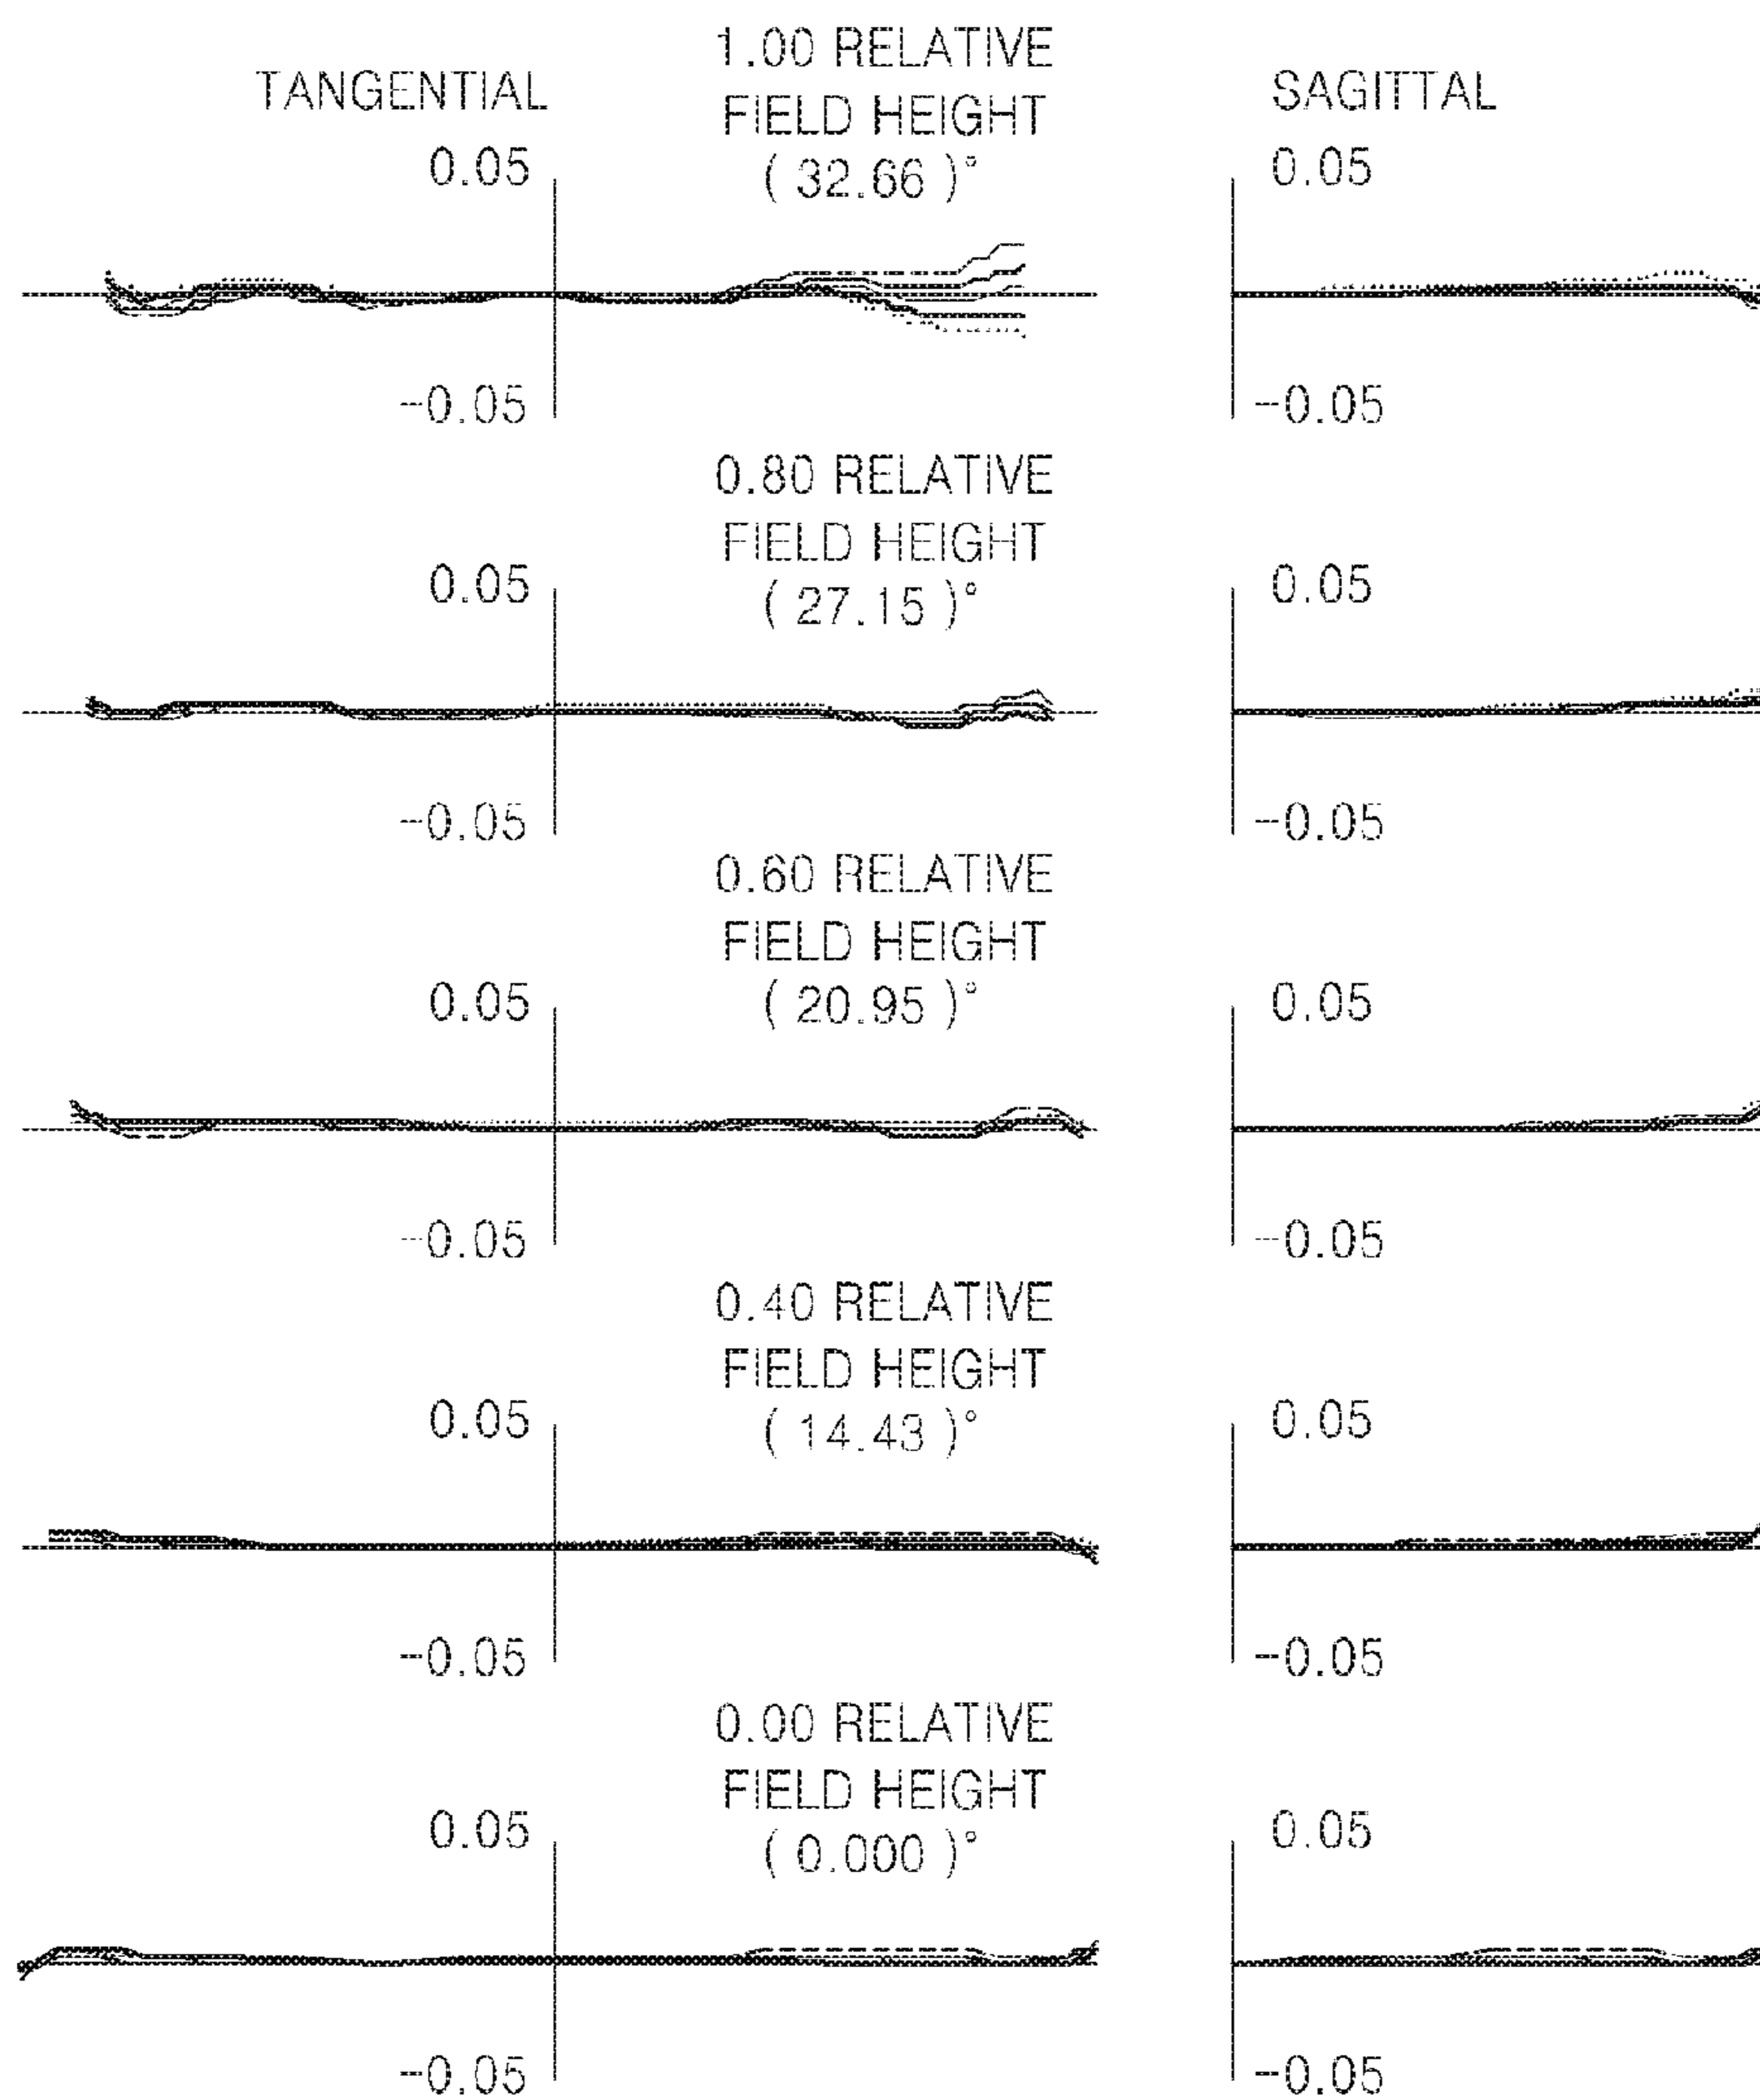 1.00 RELATIVE
TANGENTIAL
FIELD HEIGHT
SAGITTAL
0.05
( 32.66 )°
0.05
-0.05
-0.05
0.80 RELATIVE
FIELD HEIGHT
0.05
( 27.15 )°
0.05
-0.05
-0.05
0.60 RELATIVE
FIELD HEIGHT
0.05
( 20.95 )°
0.05
-0.05
-0.05
0.40 RELATIVE
FIELD HEIGHT
0.05
( 14.43 )°
0.05
-0.05
-0.05
0.00 RELATIVE
FIELD HEIGHT
0.05
( 0.000 )°
0.05
-0.05
-0.05